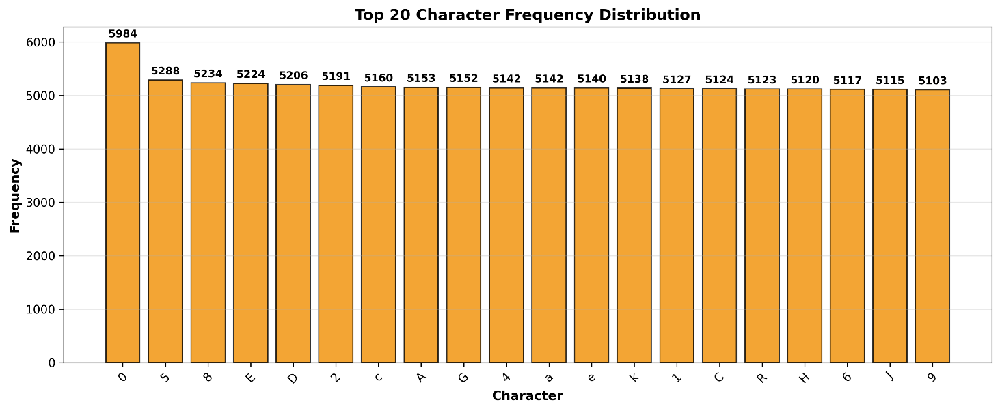 Top 20 Character Frequency Distribution
5984 5288 5234 5224 5206 5191 5160 5153 5152 5142 5142 5140 5138 5127 5124 5123 5120 5117 5115 5103
Frequency
6000
5000
4000
3000
2000
1000
0
0 5 8 E D 2 c A G 4 a e k 1 C R H 6 J 9
Character